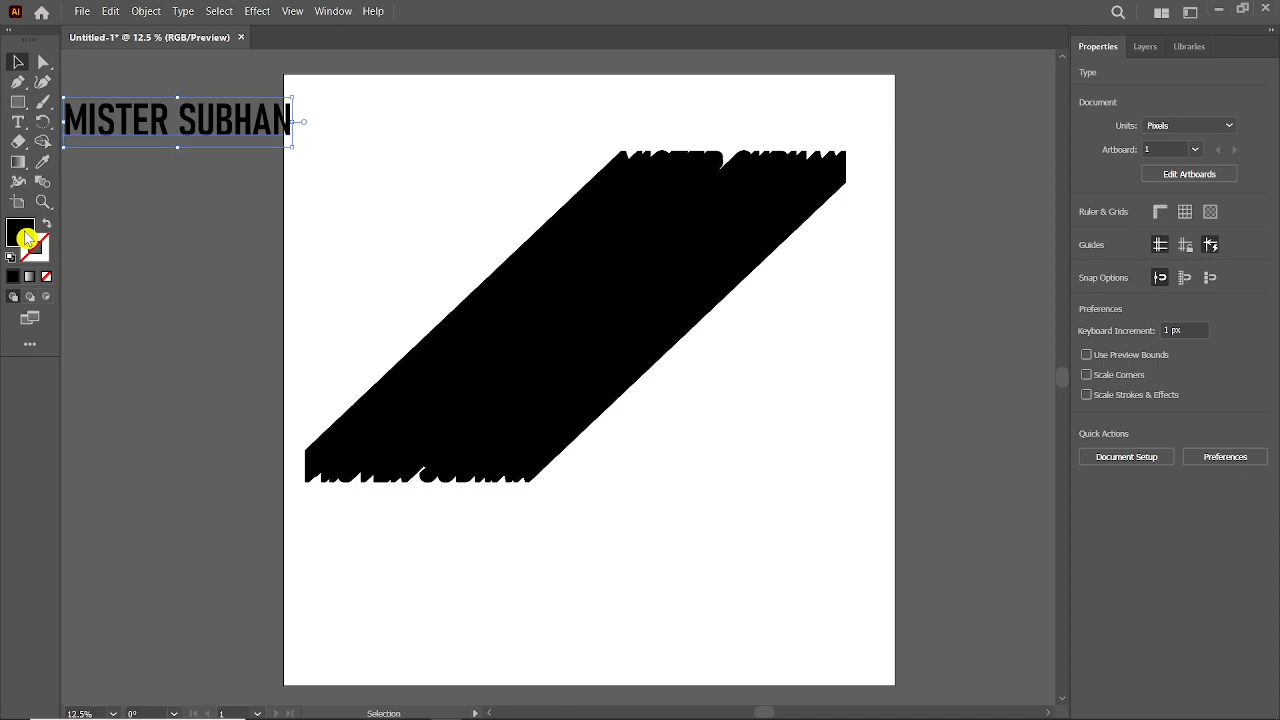 Ai File Edit Object Type Select Effect View Window Help
Untitled-1* @ 12.5 % (RGB/Preview)
MISTER SUBHAN
Properties Layers Libraries
Type
Document
Units: Pixels
Artboard: 1
Edit Artboards
Ruler & Grids
Guides
Snap Options
Preferences
Keyboard Increment: 1 px
Use Preview Bounds
Scale Corners
Scale Strokes & Effects
Quick Actions
Document Setup Preferences
12.5% 0° 1 Selection